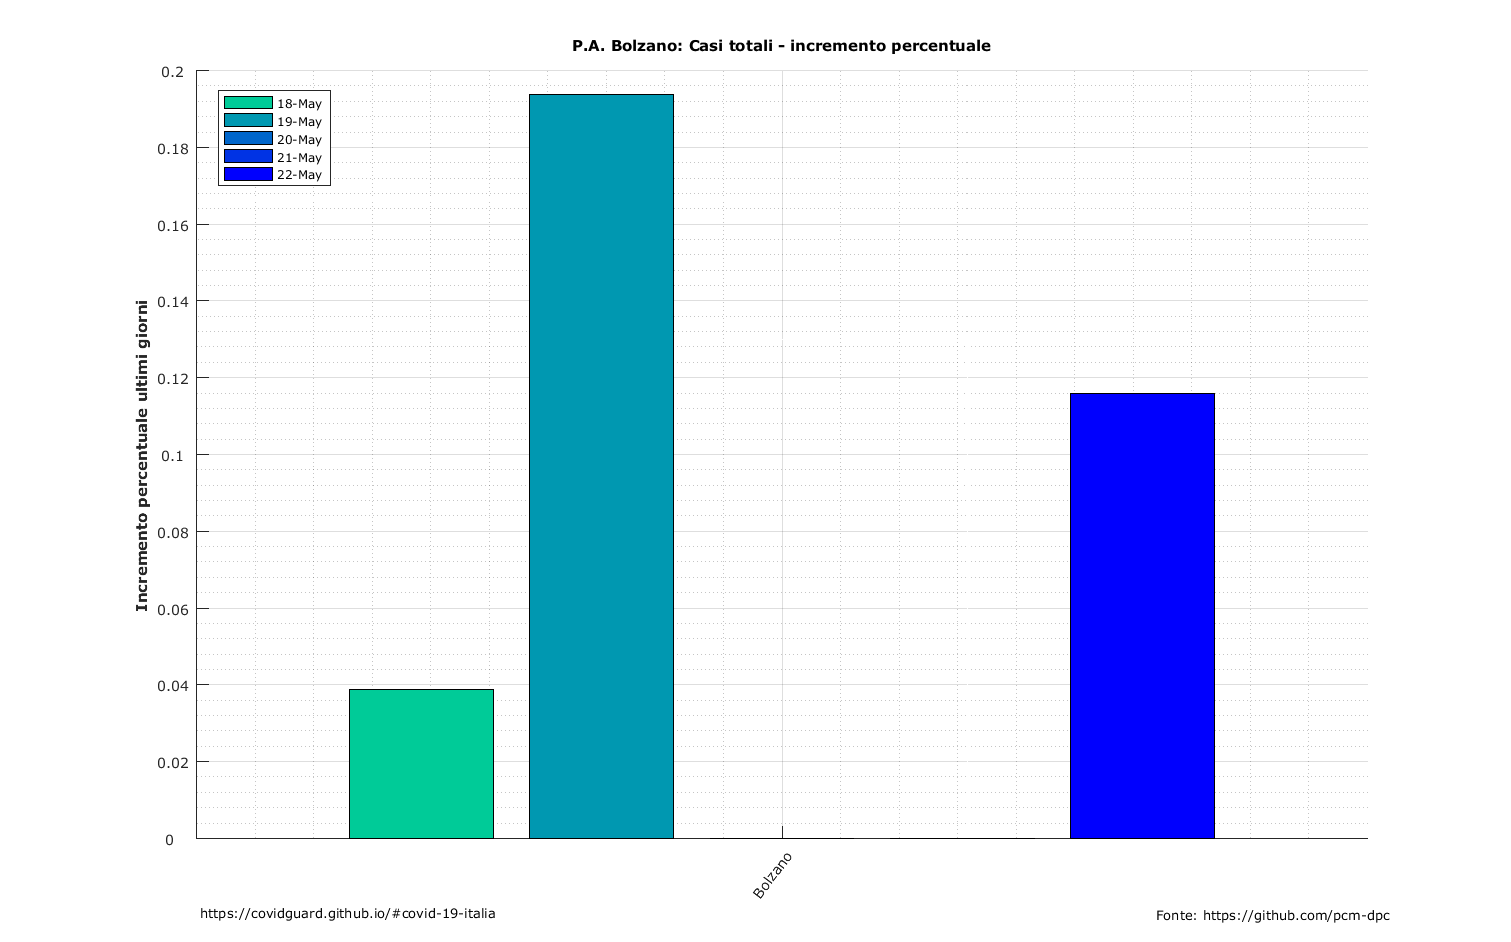 P.A. Bolzano: Casi totali - incremento percentuale
0.2
0.18
0.16
0.14
0.12
0.1
0.08
0.06
0.04
0.02
0
18-May
19-May
20-May
21-May
22-May
Incremento percentuale ultimi giorni
Bolzano
https://covidguard.github.io/#covid-19-italia
Fonte: https://github.com/pcm-dpc